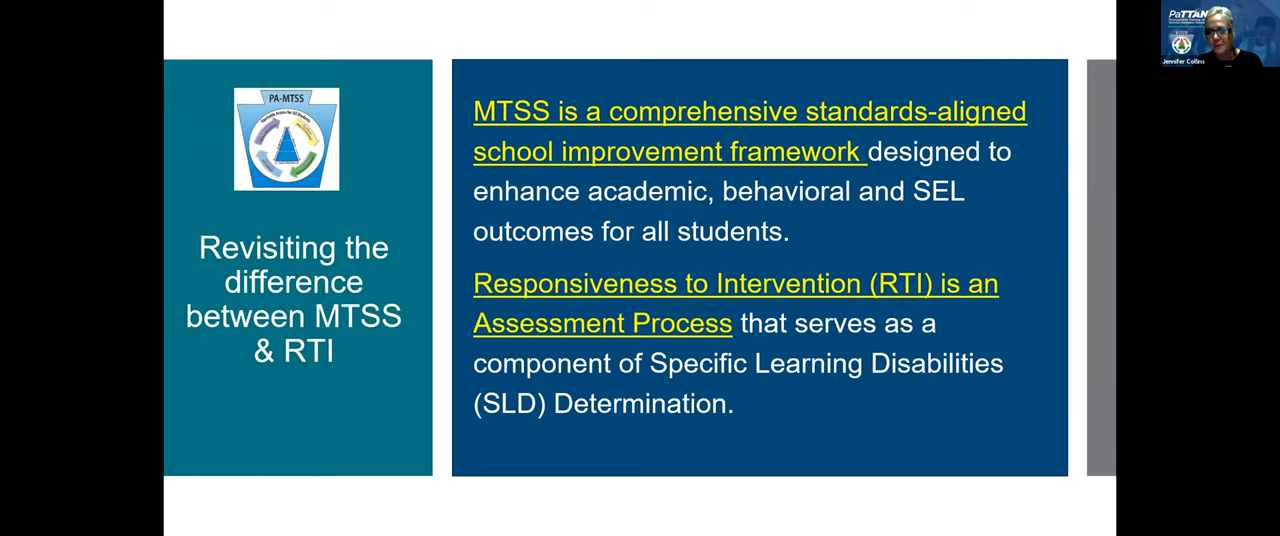 PaTTAN
Jennifer Collins
PA-MTSS
Revisiting the
difference
between MTSS
& RTI
MTSS is a comprehensive standards-aligned
school improvement framework designed to
enhance academic, behavioral and SEL
outcomes for all students.
Responsiveness to Intervention (RTI) is an
Assessment Process that serves as a
component of Specific Learning Disabilities
(SLD) Determination.